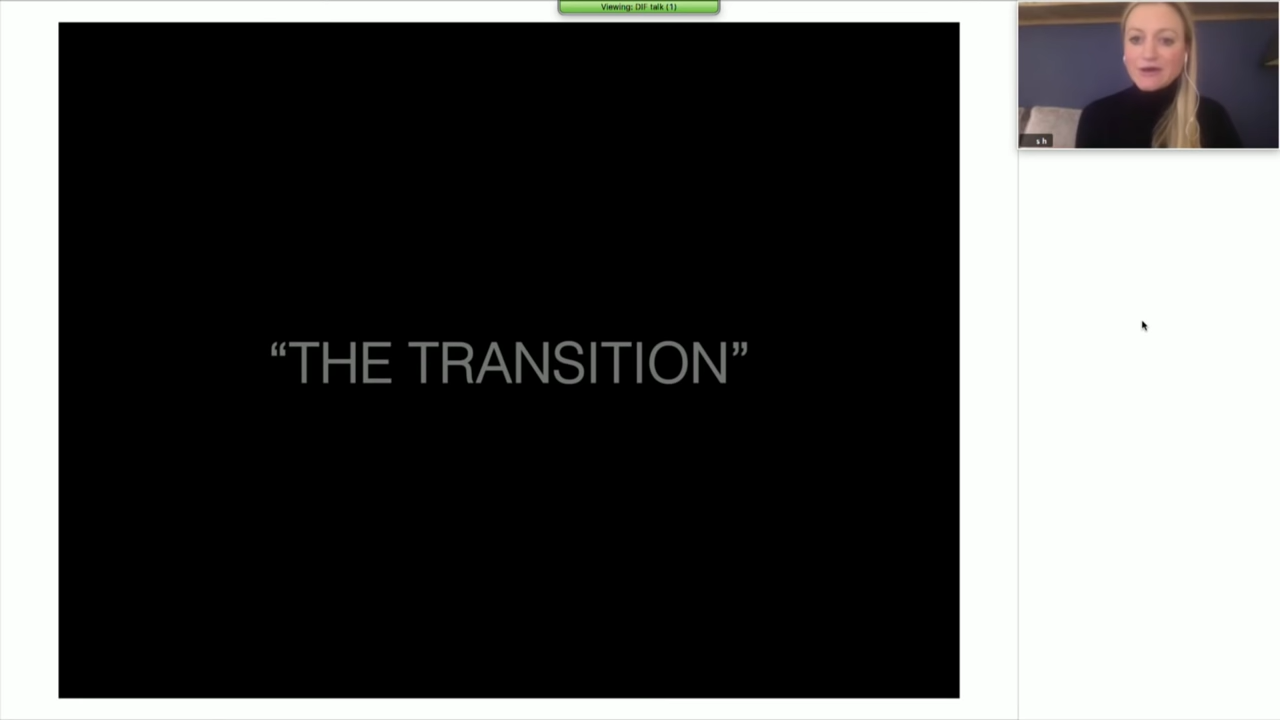 Viewing: DIF talk (1)
“THE TRANSITION”
s h